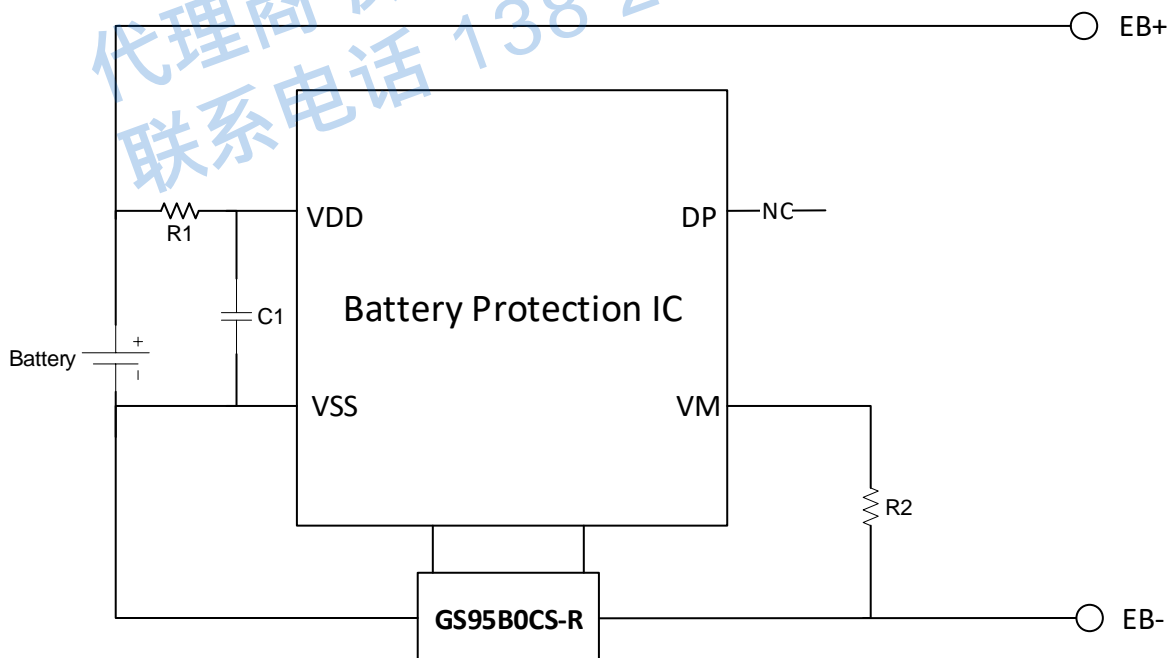 代理商
联系电话 138 2
EB+
R1
VDD
DP
NC
C1
Battery Protection IC
+
Battery
-
VSS
VM
R2
GS95B0CS-R
EB-